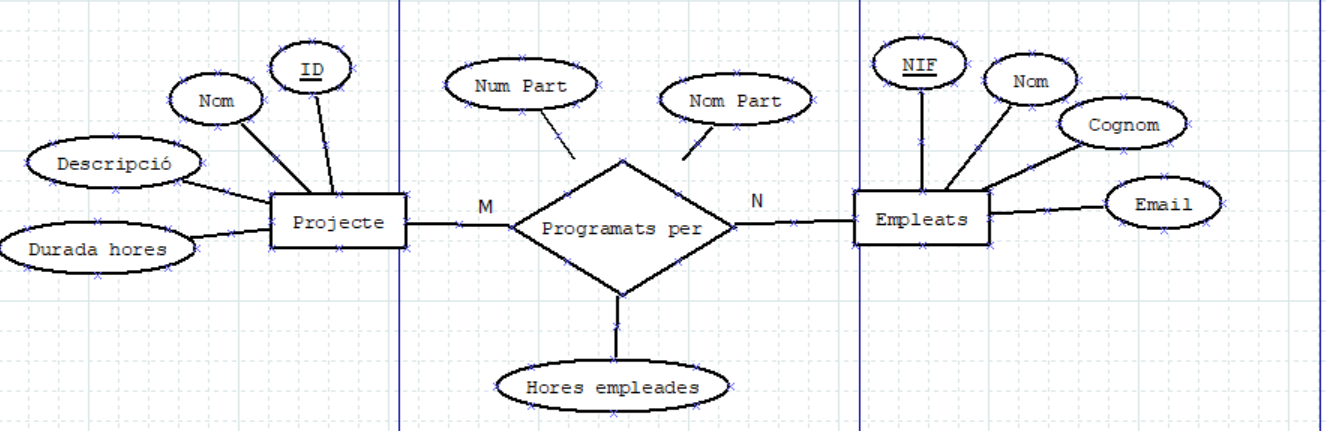 ID
Nom
Descripció
Durada hores
Projecte
M
Num Part
Nom Part
Programats per
Hores empleades
N
NIF
Nom
Cognom
Email
Empleats